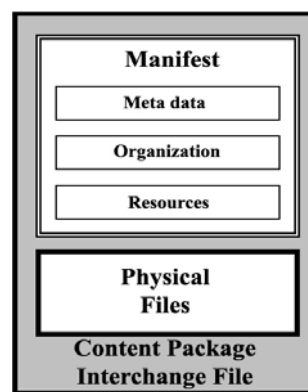 Manifest
Meta data
Organization
Resources
Physical
Files
Content Package
Interchange File